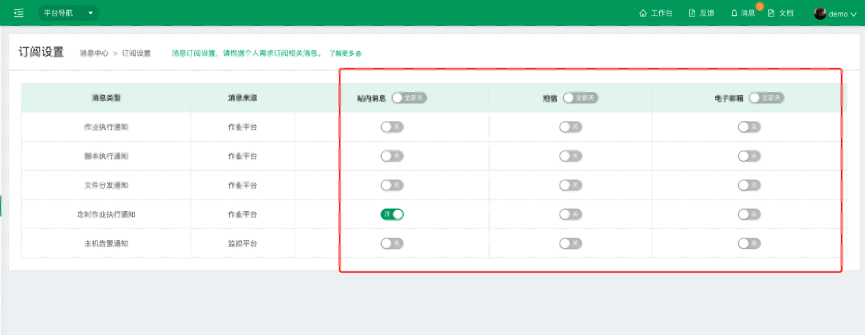 平台导航 工作台 反馈 消息 文档 demo
订阅设置 消息中心 > 订阅设置 消息订阅设置，请根据个人需求订阅相关消息。 了解更多
消息类型 消息来源 站内消息 全部关 短信 全部关 电子邮箱 全部关
作业执行通知 作业平台 关 关 关
脚本执行通知 作业平台 关 关 关
文件分发通知 作业平台 关 关 关
定时作业执行通知 作业平台 开 关 关
主机告警通知 监控平台 关 关 关